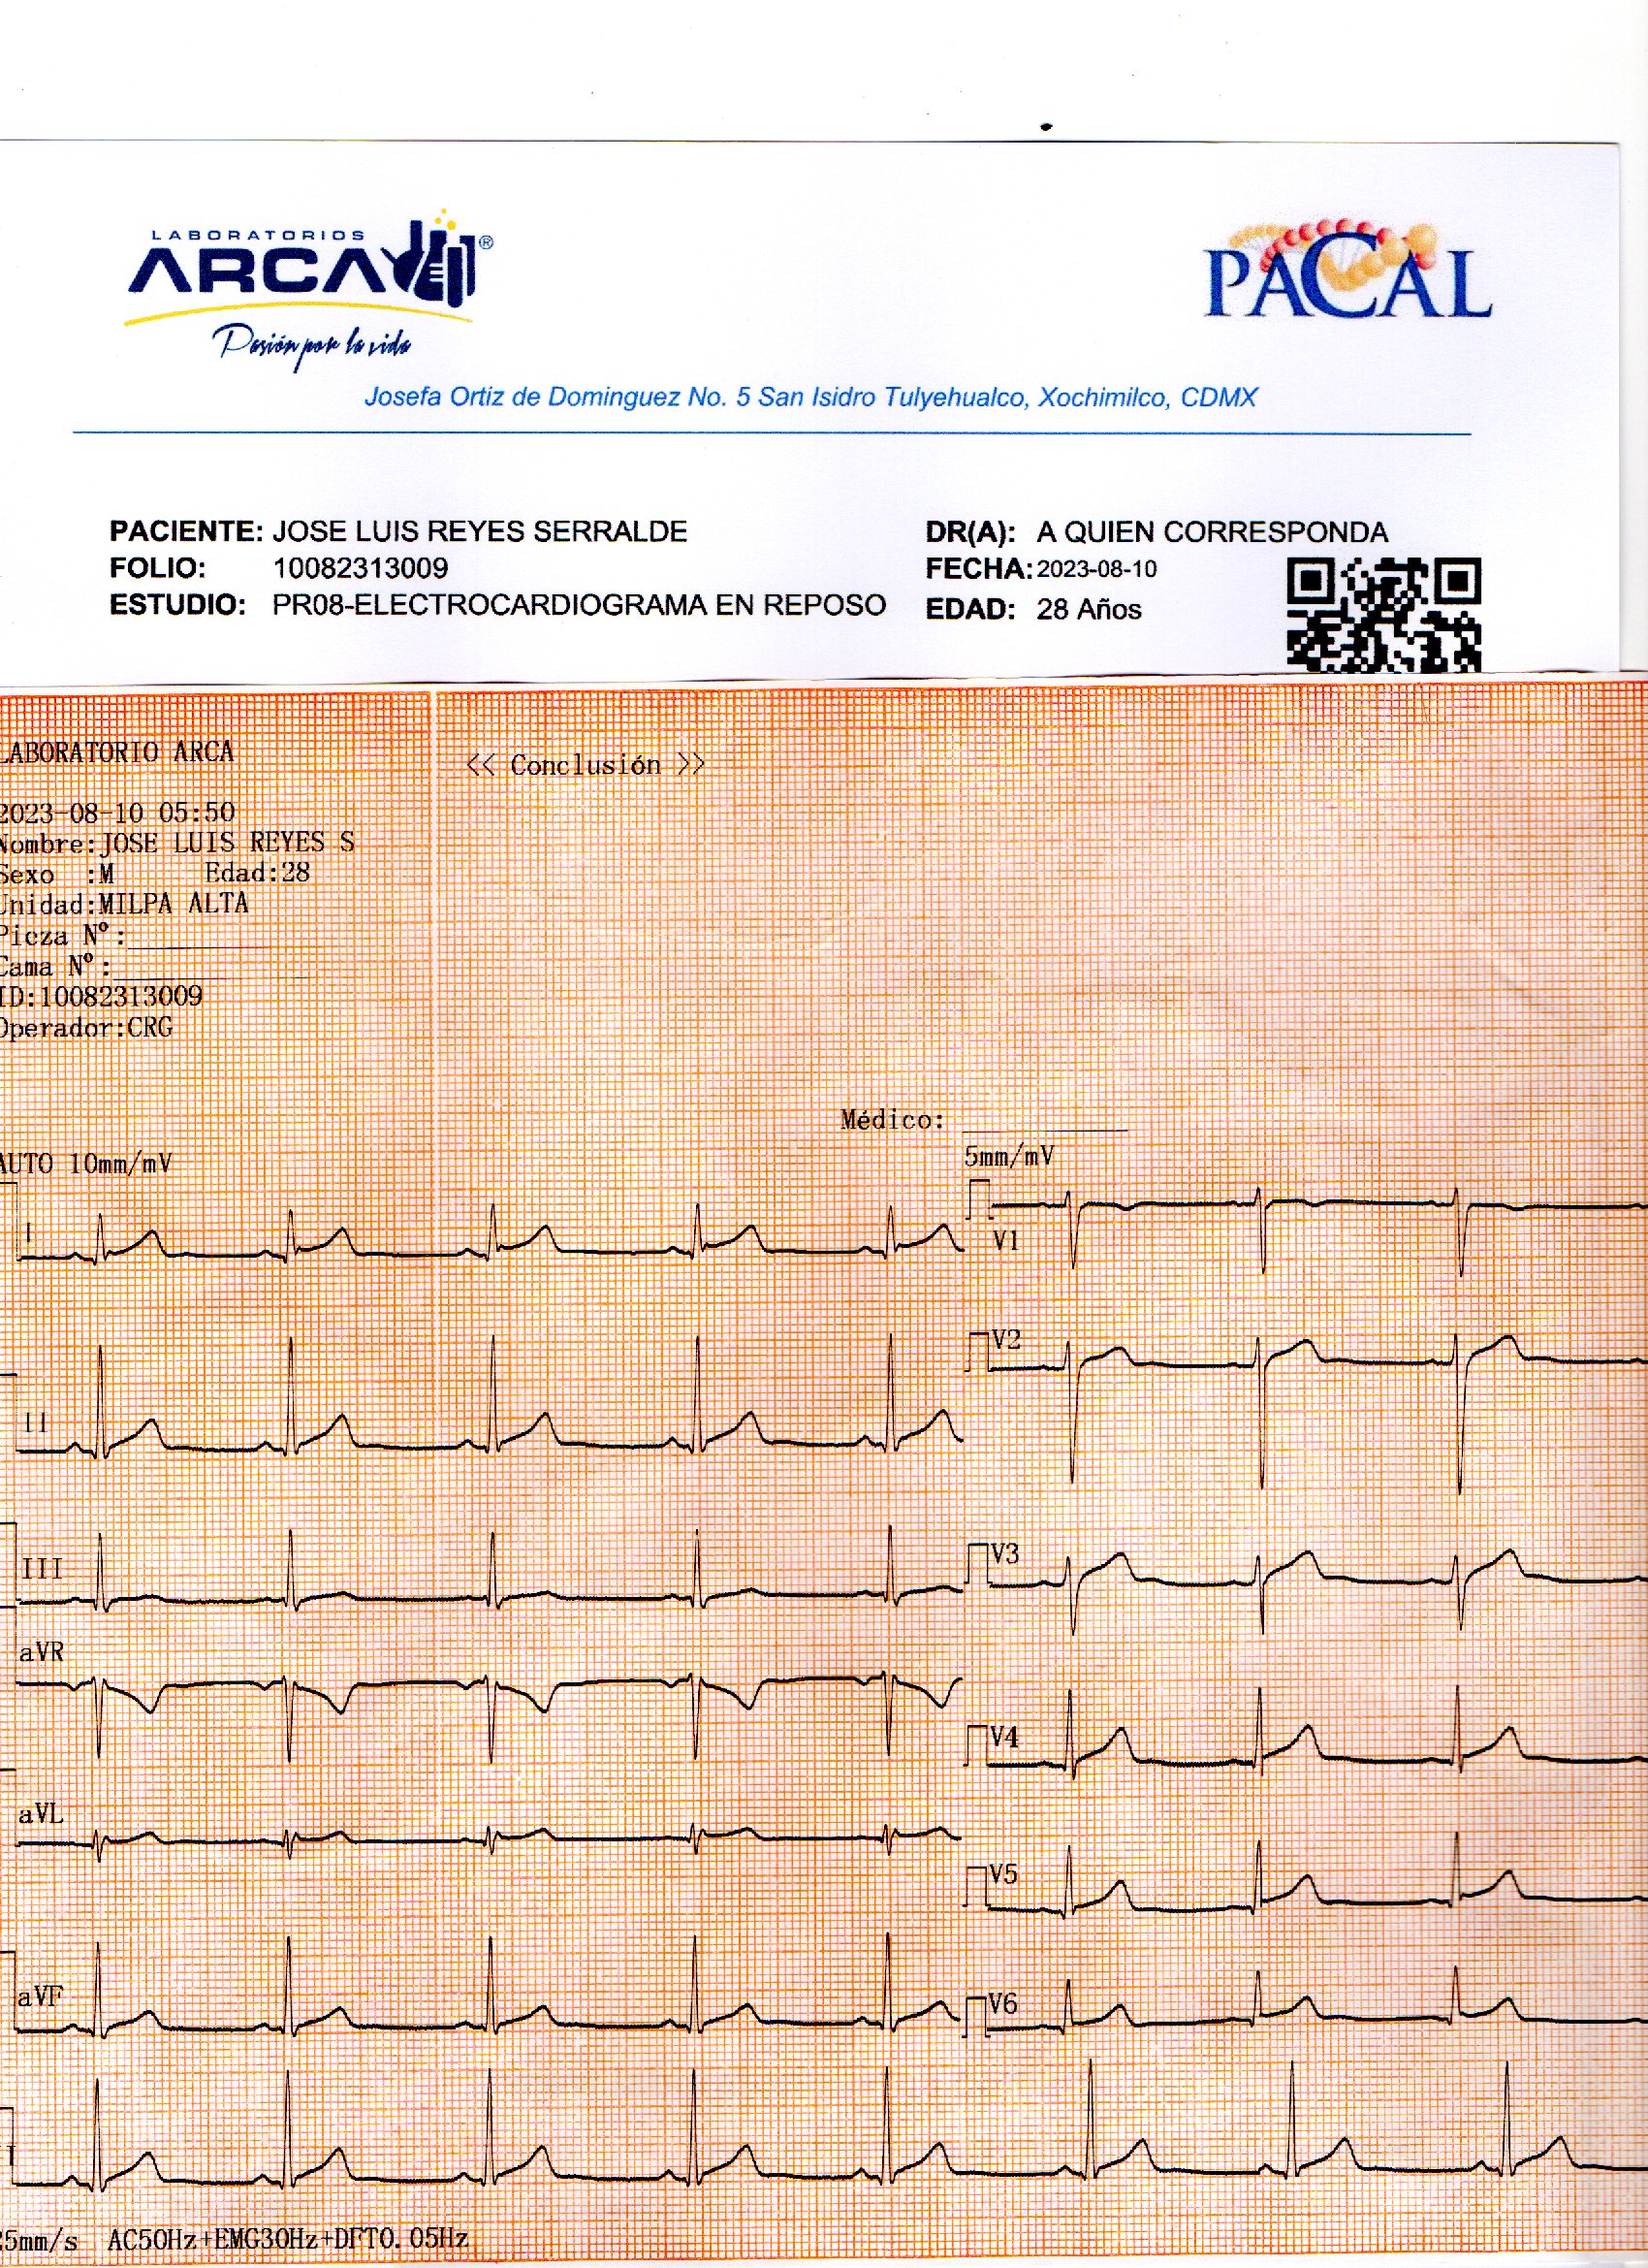 LABORATORIOS
ARCA ®
Pasión por la vida
PACAL
Josefa Ortiz de Dominguez No. 5 San Isidro Tulyehualco, Xochimilco, CDMX
PACIENTE: JOSE LUIS REYES SERRALDE
DR(A): A QUIEN CORRESPONDA
FOLIO: 10082313009
FECHA: 2023-08-10
ESTUDIO: PR08-ELECTROCARDIOGRAMA EN REPOSO
EDAD: 28 Años
LABORATORIO ARCA
<< Conclusión >>
2023-08-10 05:50
Nombre:JOSE LUIS REYES S
Sexo :M Edad:28
Unidad:MILPA ALTA
Pieza Nº:
Cama Nº:
ID:10082313009
Operador:CRG
Médico:
AUTO 10mm/mV
5mm/mV
I
V1
II
V2
III
V3
aVR
V4
aVL
V5
aVF
V6
5mm/s AC50Hz+EMG30Hz+DFT0.05Hz